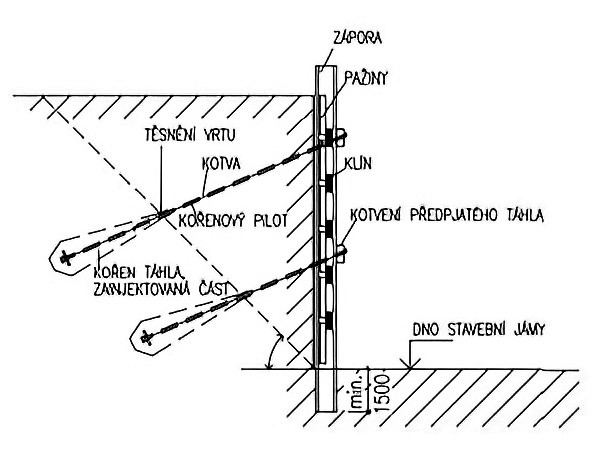 ZÁPORA
PAŽINY
TĚSNĚNÍ VRTU
KOTVA
KLÍN
KOŘENOVÝ PILOT
KOTVENÍ PŘEDPJATÉHO TÁHLA
KOŘEN TÁHLA,
ZAINJEKTOVANÁ ČÁST
DNO STAVEBNÍ JÁMY
min.
1500